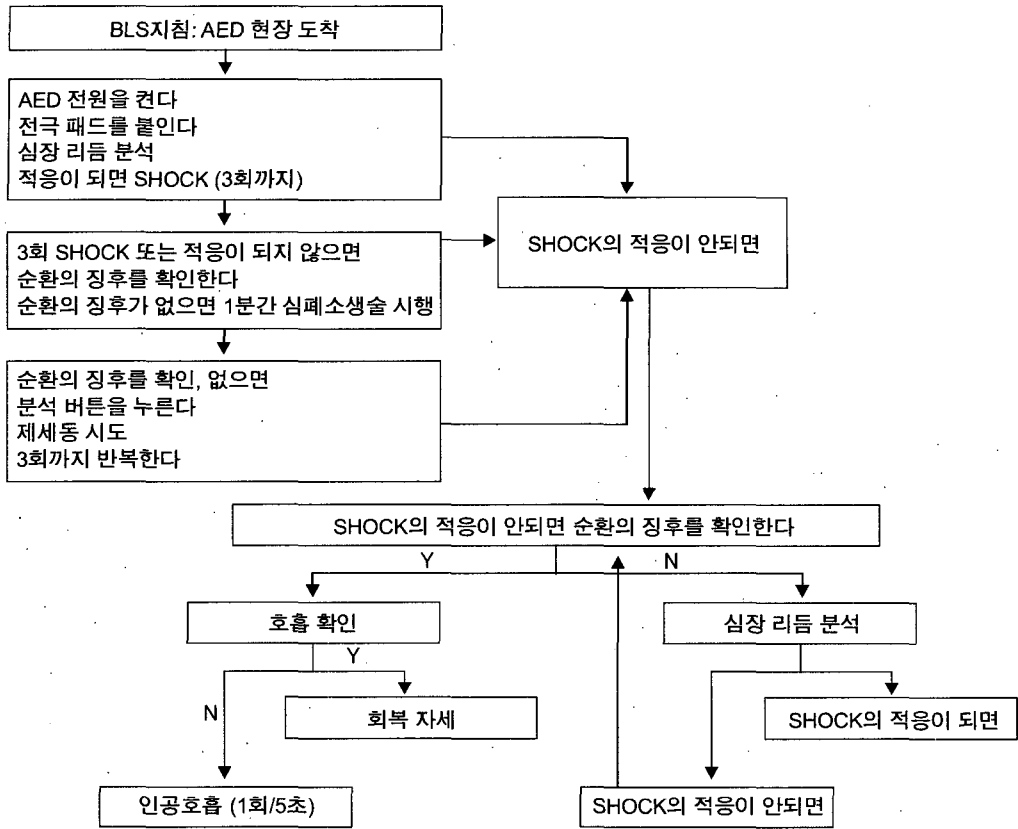 BLS지침: AED 현장 도착
AED 전원을 켠다
전극 패드를 붙인다
심장 리듬 분석
적응이 되면 SHOCK (3회까지)
SHOCK의 적응이 안되면
3회 SHOCK 또는 적응이 되지 않으면
순환의 징후를 확인한다
순환의 징후가 없으면 1분간 심폐소생술 시행
순환의 징후를 확인, 없으면
분석 버튼을 누른다
제세동 시도
3회까지 반복한다
SHOCK의 적응이 안되면 순환의 징후를 확인한다
Y
N
호흡 확인
심장 리듬 분석
Y
N
회복 자세
SHOCK의 적응이 되면
인공호흡 (1회/5초)
SHOCK의 적응이 안되면